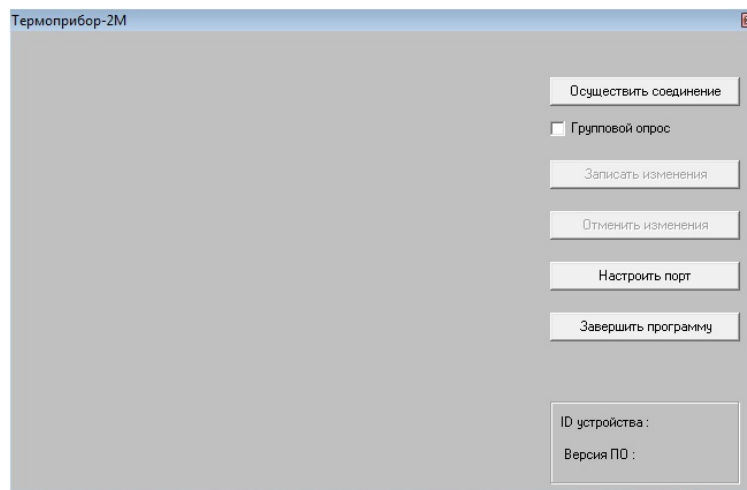 Термоприбор-2М
Осуществить соединение
Групповой опрос
Записать изменения
Отменить изменения
Настроить порт
Завершить программу
ID устройства :
Версия ПО :